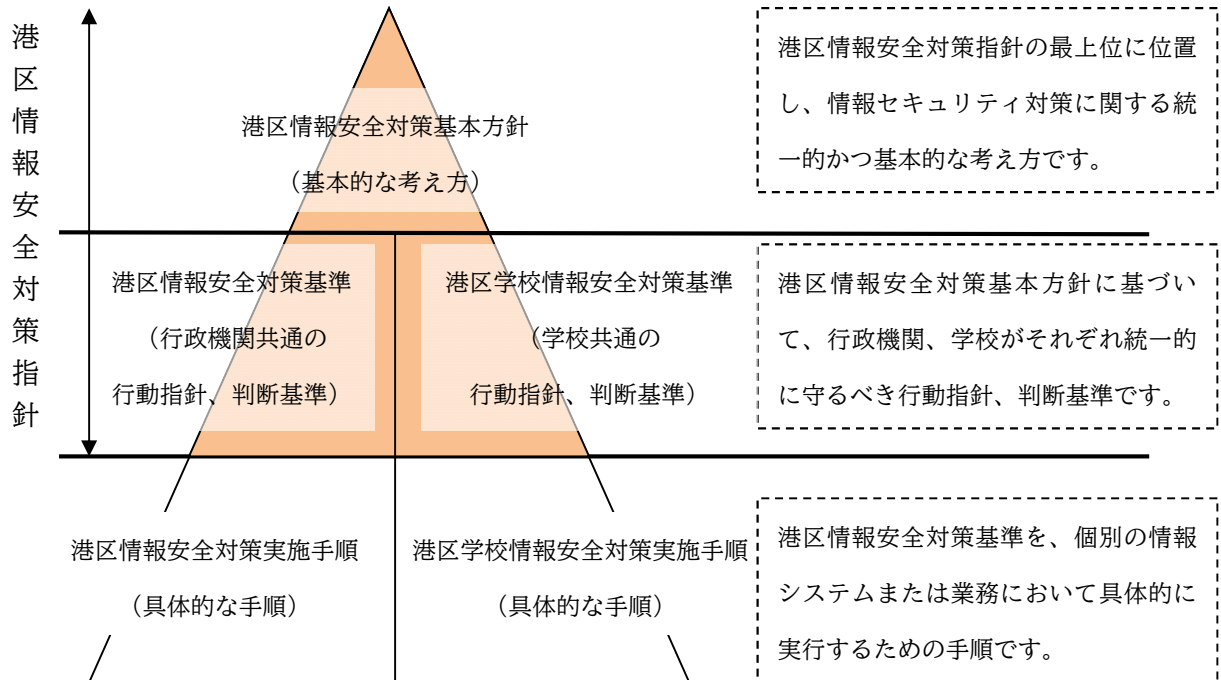 港区情報安全対策指針
港区情報安全対策基本方針
（基本的な考え方）
港区情報安全対策指針の最上位に位置
し、情報セキュリティ対策に関する統
一的かつ基本的な考え方です。
港区情報安全対策基準
（行政機関共通の
行動指針、判断基準）
港区学校情報安全対策基準
（学校共通の
行動指針、判断基準）
港区情報安全対策基本方針に基づい
て、行政機関、学校がそれぞれ統一的
に守るべき行動指針、判断基準です。
港区情報安全対策実施手順
（具体的な手順）
港区学校情報安全対策実施手順
（具体的な手順）
港区情報安全対策基準を、個別の情報
システムまたは業務において具体的に
実行するための手順です。